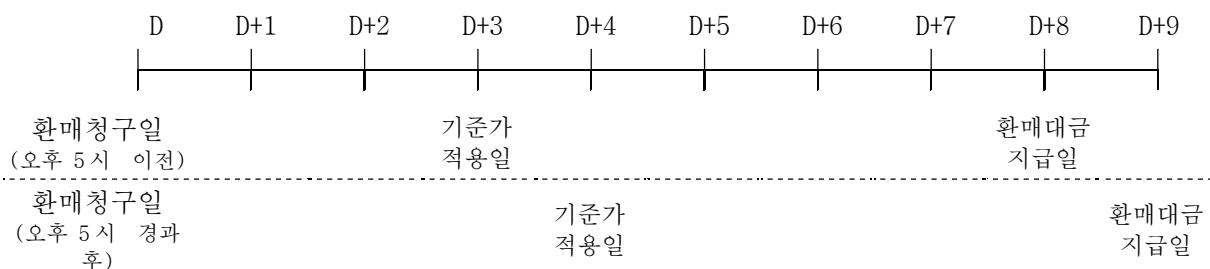 D D+1 D+2 D+3 D+4 D+5 D+6 D+7 D+8 D+9
환매청구일 기준가 환매대금
(오후 5시 이전) 적용일 지급일
환매청구일 기준가 환매대금
(오후 5시 경과 적용일 지급일
후)